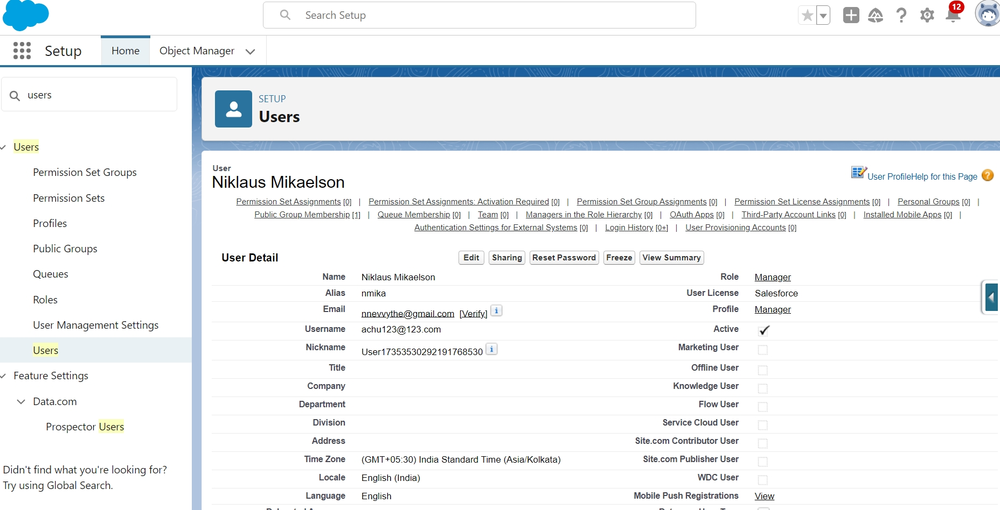 Search Setup
12
Setup
Home
Object Manager
users
Users
Permission Set Groups
Permission Sets
Profiles
Public Groups
Queues
Roles
User Management Settings
Users
Feature Settings
Data.com
Prospector Users
Didn't find what you're looking for?
Try using Global Search.
SETUP
Users
User
Niklaus Mikaelson
User Profile Help for this Page
Permission Set Assignments [0] | Permission Set Assignments: Activation Required [0] | Permission Set Group Assignments [0] | Permission Set License Assignments [0] | Personal Groups [0] |
Public Group Membership [1] | Queue Membership [0] | Team [0] | Managers in the Role Hierarchy [0] | OAuth Apps [0] | Third-Party Account Links [0] | Installed Mobile Apps [0] |
Authentication Settings for External Systems [0] | Login History [0+] | User Provisioning Accounts [0]
User Detail Edit Sharing Reset Password Freeze View Summary
Name Niklaus Mikaelson Role Manager
Alias nmika User License Salesforce
Email nnevvythe@gmail.com [Verify] i Profile Manager
Username achu123@123.com Active
Nickname User17353530292191768530 i Marketing User
Title Offline User
Company Knowledge User
Department Flow User
Division Service Cloud User
Address Site.com Contributor User
Time Zone (GMT+05:30) India Standard Time (Asia/Kolkata) Site.com Publisher User
Locale English (India) WDC User
Language English Mobile Push Registrations View